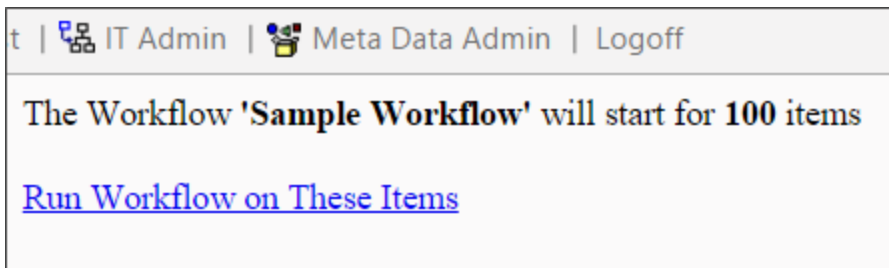 t | IT Admin | Meta Data Admin | Logoff
The Workflow 'Sample Workflow' will start for 100 items
Run Workflow on These Items